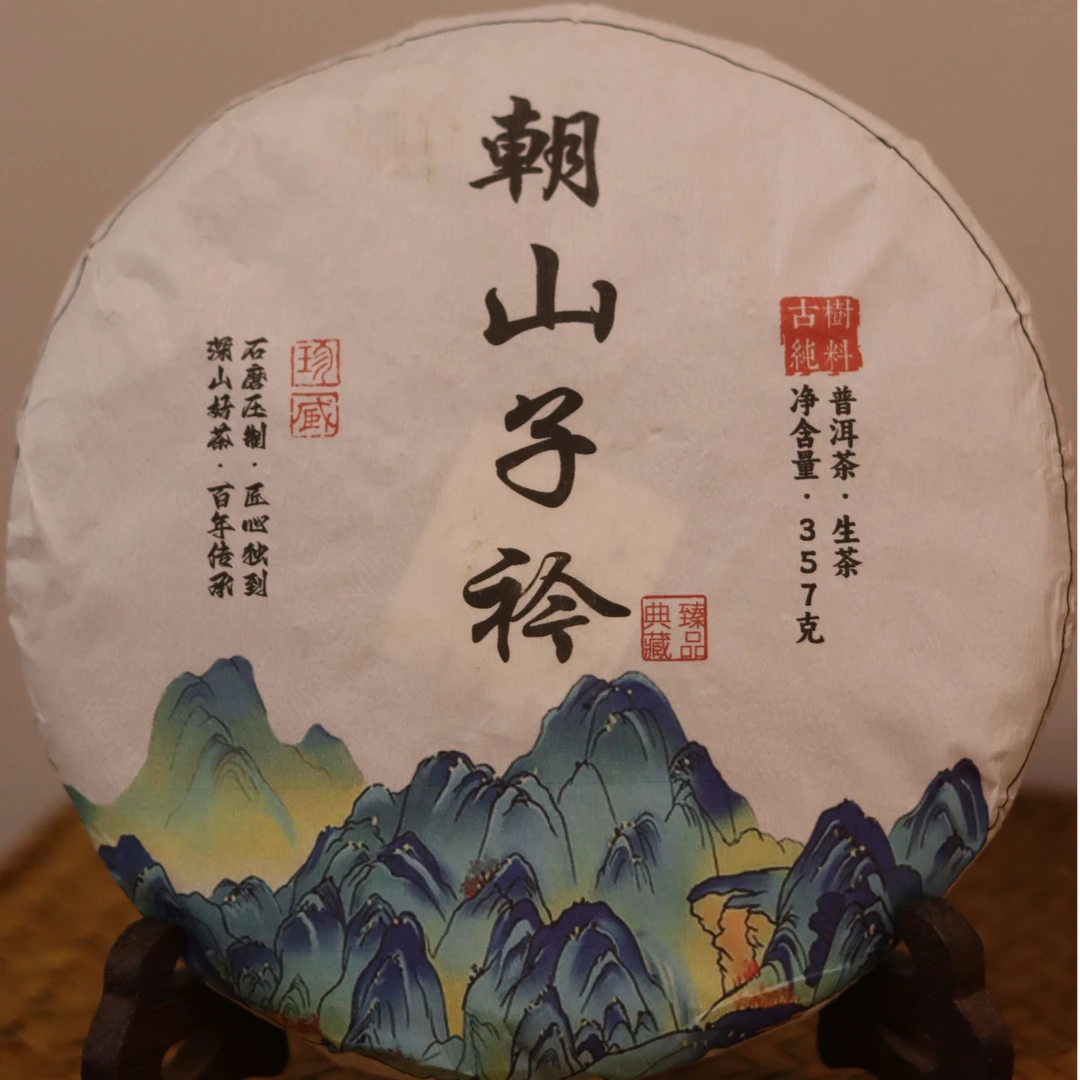 朝山子衿
臻品
典藏
樹料
古純
普洱茶·生茶
净含量·357克
珍藏
石磨压制·匠心独到
深山好茶·百年传承